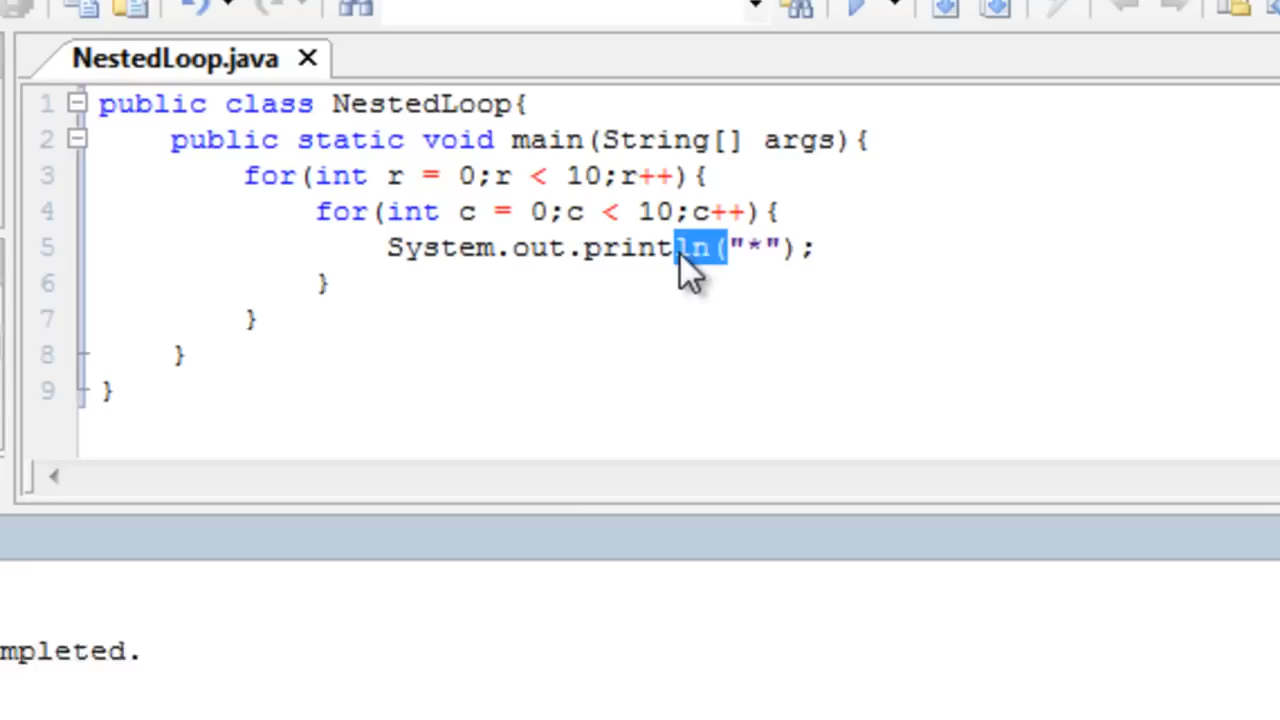 NestedLoop.java
1 public class NestedLoop{
2 public static void main(String[] args){
3 for(int r = 0;r < 10;r++){
4 for(int c = 0;c < 10;c++){
5 System.out.println("*");
6 }
7 }
8 }
9 }
mpleted.